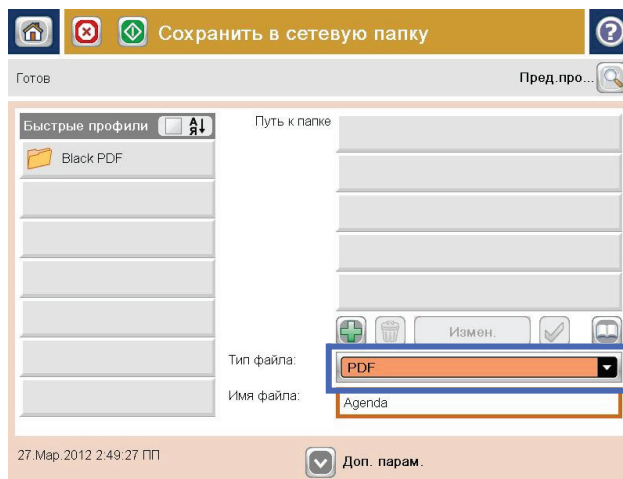 Сохранить в сетевую папку
Готов
Пред.про...
Быстрые профили
А
Я
Путь к папке
Black PDF
Измен.
Тип файла:
PDF
Имя файла:
Agenda
27.Мар.2012 2:49:27 ПП
Доп. парам.